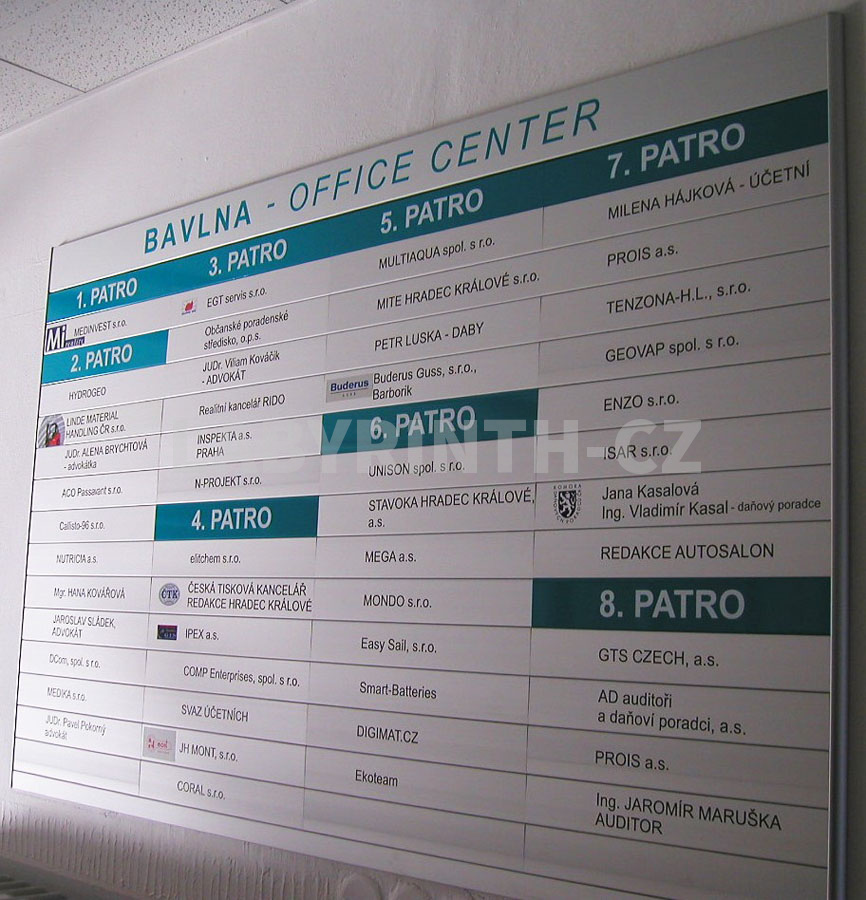 BAVLNA - OFFICE CENTER
1. PATRO
Mi
MEDINVEST s.r.o.
2. PATRO
HYDROGEO
LINDE MATERIAL
HANDLING ČR s.r.o.
JUDr. ALENA BRYCHTOVÁ
- advokátka
ACO Passavant s.r.o.
Callisto-96 s.r.o.
NUTRICIA a.s.
Mgr. HANA KOVÁŘOVÁ
JAROSLAV SLÁDEK,
ADVOKÁT
DCom, spol. s r.o.
MEDIKA s.r.o.
JUDr. Pavel Pokorný
advokát
3. PATRO
EGT servis s.r.o.
Občanské poradenské
středisko, o.p.s.
JUDr. Viliam Kováčik
- ADVOKÁT
Realitní kancelář RIDO
INSPEKTA a.s.
PRAHA
N-PROJEKT s.r.o.
4. PATRO
elitchem s.r.o.
ČTK
ČESKÁ TISKOVÁ KANCELÁŘ
REDAKCE HRADEC KRÁLOVÉ
IPEX a.s.
COMP Enterprises, spol. s r.o.
SVAZ ÚČETNÍCH
JH MONT, s.r.o.
CORAL s.r.o.
5. PATRO
MULTIAQUA spol. s r.o.
MITE HRADEC KRÁLOVÉ s.r.o.
PETR LUSKA - DABY
Buderus
Buderus Guss, s.r.o.,
Barborik
6. PATRO
UNISON spol. s r.o.
STAVOKA HRADEC KRÁLOVÉ,
a.s.
MEGA a.s.
MONDO s.r.o.
Easy Sail, s.r.o.
Smart-Batteries
DIGIMAT.CZ
Ekoteam
7. PATRO
MILENA HÁJKOVÁ - ÚČETNÍ
PROIS a.s.
TENZONA-H.L., s.r.o.
GEOVAP spol. s r.o.
ENZO s.r.o.
ISAR s.r.o.
Jana Kasalová
Ing. Vladimír Kasal - daňový poradce
REDAKCE AUTOSALON
8. PATRO
GTS CZECH, a.s.
AD auditoři
a daňoví poradci, a.s.
PROIS a.s.
Ing. JAROMÍR MARUŠKA
AUDITOR
LABYRINTH-CZ